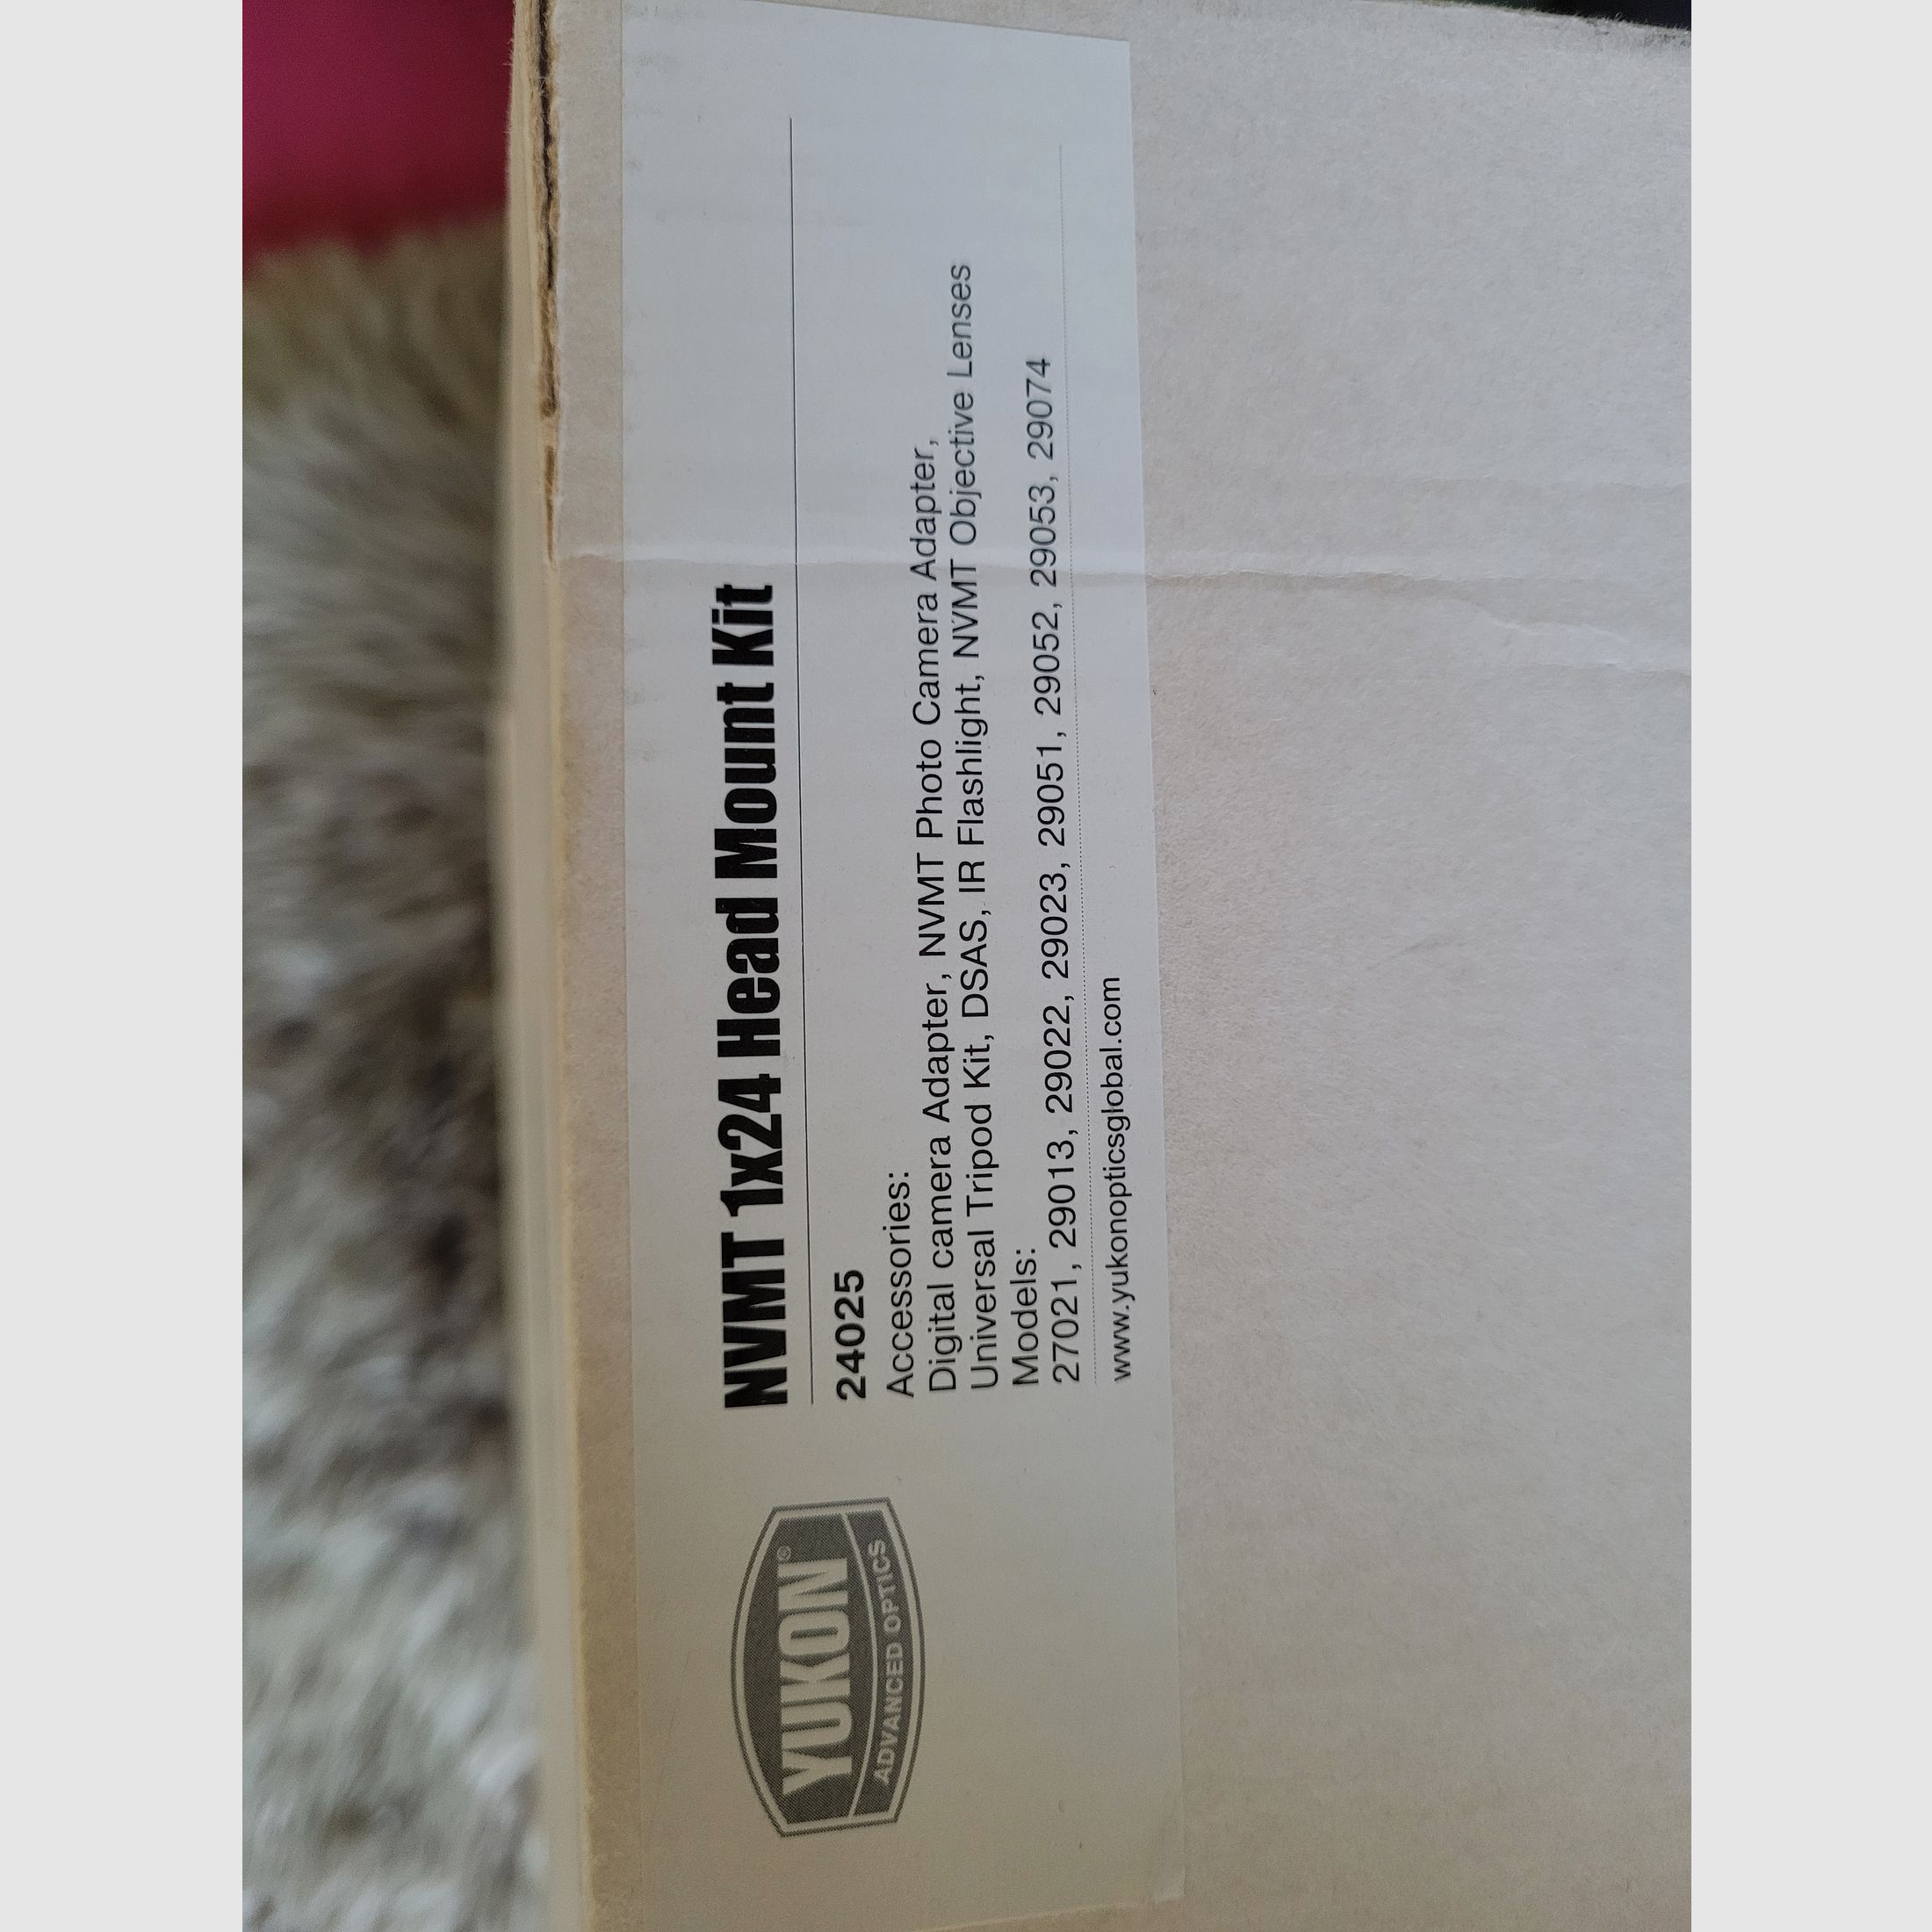 YUKON®
ADVANCED OPTICS
NVMT 1x24 Head Mount Kit
24025
Accessories:
Digital camera Adapter, NVMT Photo Camera Adapter,
Universal Tripod Kit, DSAS, IR Flashlight, NVMT Objective Lenses
Models:
27021, 29013, 29022, 29023, 29051, 29052, 29053, 29074
www.yukonopticsglobal.com